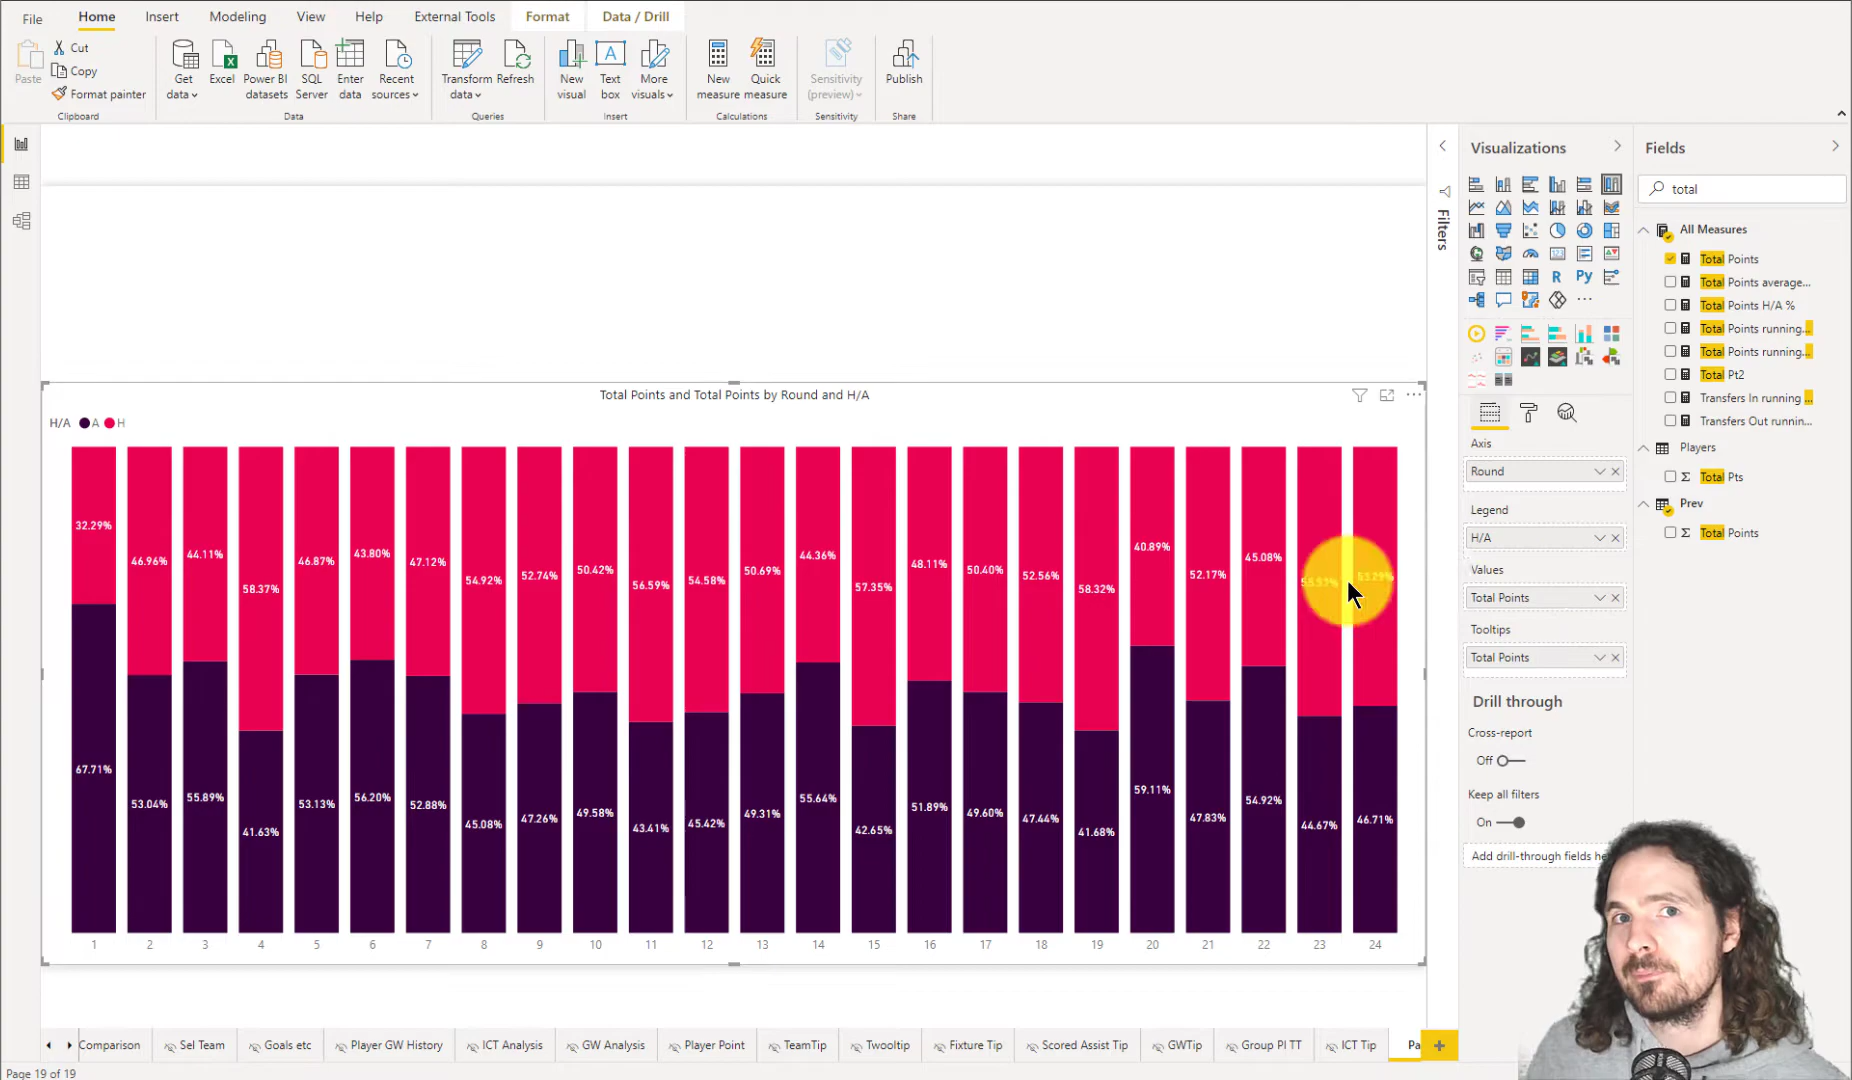 File Home Insert Modeling View Help External Tools Format Data / Drill
Paste
Cut
Copy
Format painter
Clipboard
Get data
Excel
Power BI datasets
SQL Server
Enter data
Recent sources
Data
Transform data
Refresh
Queries
New visual
Text box
More visuals
Insert
New measure
Quick measure
Calculations
Sensitivity (preview)
Sensitivity
Publish
Share
Total Points and Total Points by Round and H/A
H/A A H
32.29% 46.96% 44.11% 58.37% 46.87% 43.80% 47.12% 54.92% 52.74% 50.42% 56.59% 54.58% 50.69% 44.36% 57.35% 48.11% 50.40% 52.56% 58.32% 40.89% 52.17% 45.08% 53.29%
67.71% 53.04% 55.89% 41.63% 53.13% 56.20% 52.88% 45.08% 47.26% 49.58% 43.41% 45.42% 49.31% 55.64% 42.65% 51.89% 49.60% 47.44% 41.68% 59.11% 47.83% 54.92% 44.67% 46.71%
1 2 3 4 5 6 7 8 9 10 11 12 13 14 15 16 17 18 19 20 21 22 23 24
Filters
Visualizations
R Py
Axis
Round
Legend
H/A
Values
Total Points
Tooltips
Total Points
Drill through
Cross-report
Off
Keep all filters
On
Add drill-through fields he
Fields
total
All Measures
Total Points
Total Points average...
Total Points H/A %
Total Points running...
Total Points running...
Total Pt2
Transfers In running ...
Transfers Out runnin...
Players
Total Pts
Prev
Total Points
Comparison Sel Team Goals etc Player GW History ICT Analysis GW Analysis Player Point TeamTip Twooltip Fixture Tip Scored Assist Tip GWTip Group PI TT ICT Tip Pa
Page 19 of 19